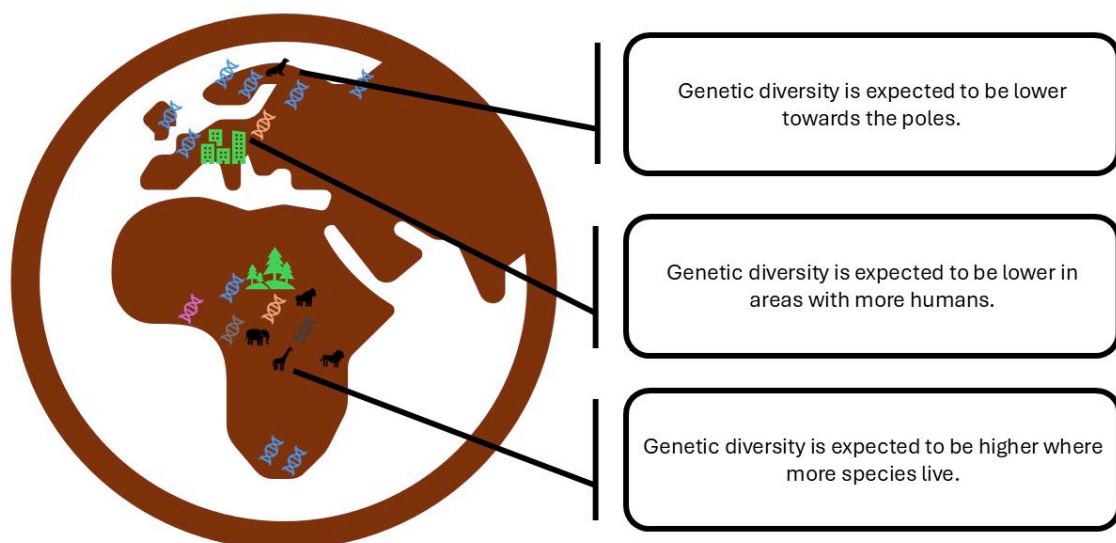 Genetic diversity is expected to be lower
towards the poles.
Genetic diversity is expected to be lower in
areas with more humans.
Genetic diversity is expected to be higher where
more species live.